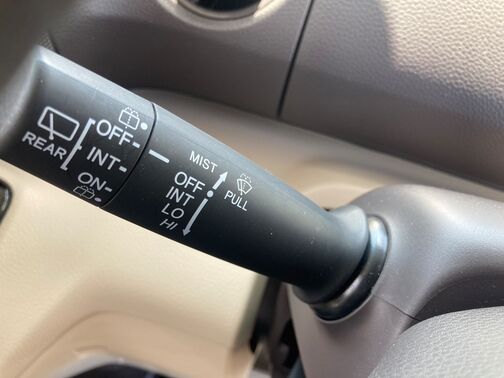 REAR
OFF
INT
ON
MIST
OFF
INT
LO
HI
PULL